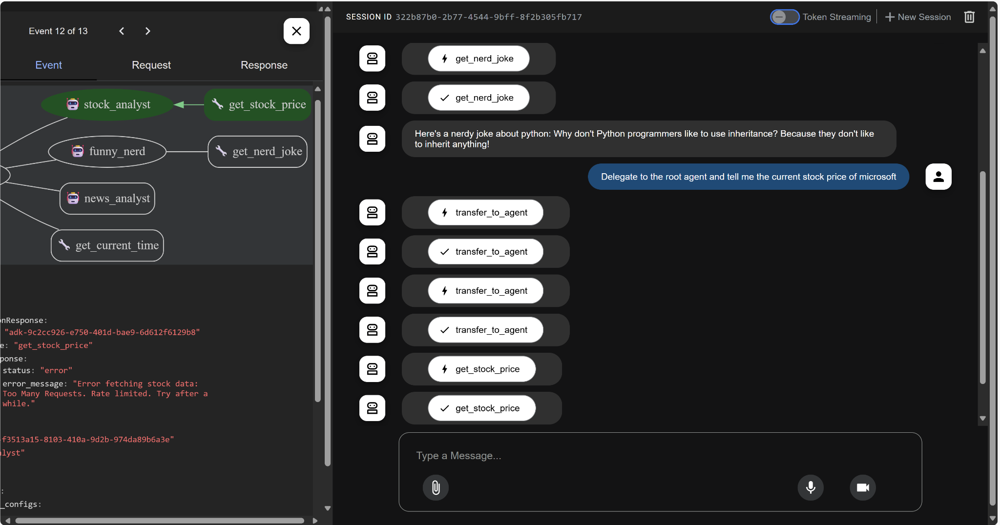 Event 12 of 13
Event
Request
Response
stock_analyst
get_stock_price
funny_nerd
get_nerd_joke
news_analyst
get_current_time
onResponse:
"adk-9c2cc926-e750-401d-bae9-6d612f6129b8"
e: "get_stock_price"
ponse:
status: "error"
error_message: "Error fetching stock data:
Too Many Requests. Rate limited. Try after a
while."
-f3513a15-8103-410a-9d2b-974da89b6a3e"
alyst"
:
_configs:
SESSION ID 322b87b0-2b77-4544-9bff-8f2b305fb717
Token Streaming
New Session
get_nerd_joke
get_nerd_joke
Here's a nerdy joke about python: Why don't Python programmers like to use inheritance? Because they don't like
to inherit anything!
Delegate to the root agent and tell me the current stock price of microsoft
transfer_to_agent
transfer_to_agent
transfer_to_agent
transfer_to_agent
get_stock_price
get_stock_price
Type a Message...